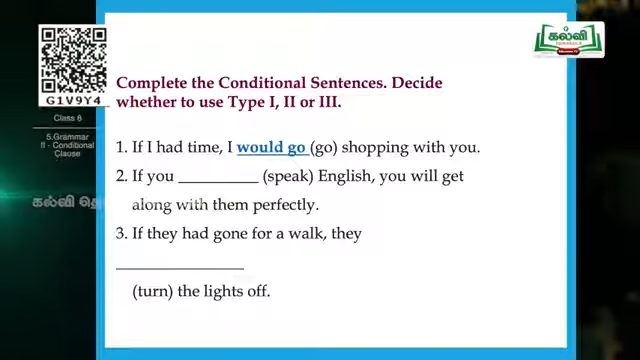 கல்வி
G1V9Y4
Class 8
5.Grammar
II - Conditional
Clause
Complete the Conditional Sentences. Decide
whether to use Type I, II or III.
1. If I had time, I would go (go) shopping with you.
2. If you __________ (speak) English, you will get
along with them perfectly.
3. If they had gone for a walk, they
________________
(turn) the lights off.
கல்வி